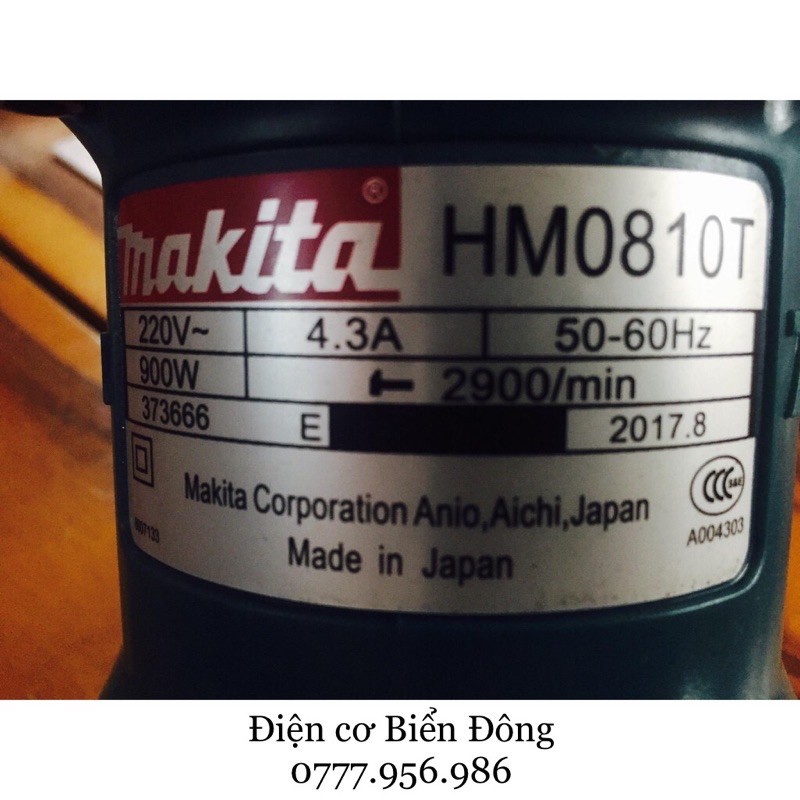 makita® HM0810T
220V~ 4.3A 50-60Hz
900W 2900/min
373666 E 2017.8
Makita Corporation Anjo,Aichi,Japan
Made in Japan
CCC S&E
A004303
Điện cơ Biển Đông
0777.956.986